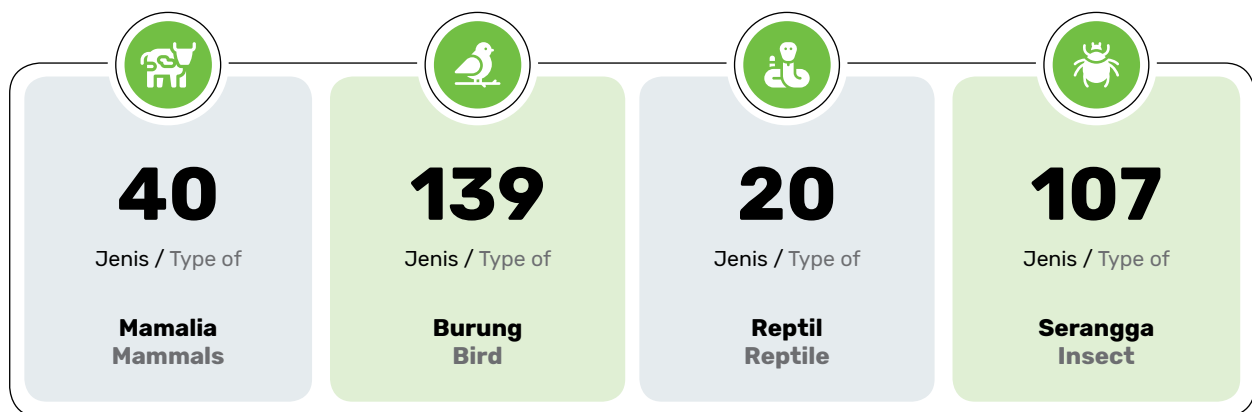 40
Jenis / Type of
Mamalia
Mammals
139
Jenis / Type of
Burung
Bird
20
Jenis / Type of
Reptil
Reptile
107
Jenis / Type of
Serangga
Insect